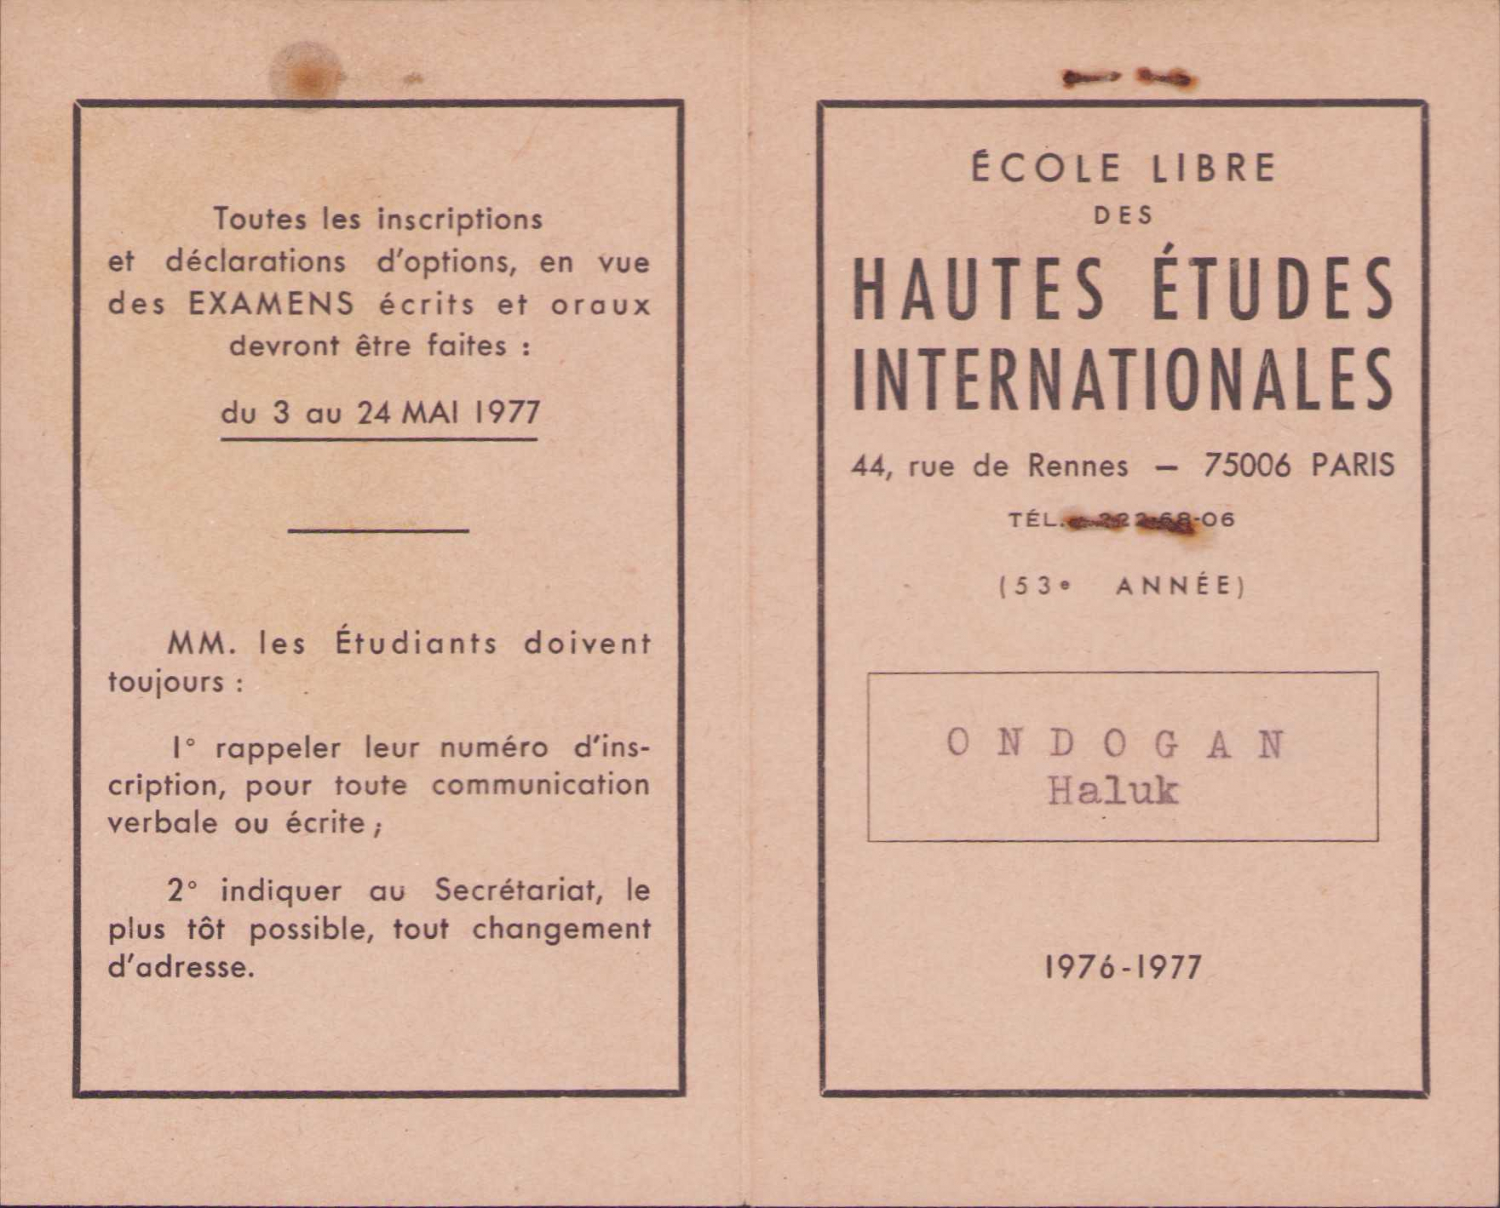 Toutes les inscriptions
et déclarations d'options, en vue
des EXAMENS écrits et oraux
devront être faites :
du 3 au 24 MAI 1977
MM. les Étudiants doivent
toujours :
1° rappeler leur numéro d'ins-
cription, pour toute communication
verbale ou écrite ;
2° indiquer au Secrétariat, le
plus tôt possible, tout changement
d'adresse.
ÉCOLE LIBRE
DES
HAUTES ÉTUDES
INTERNATIONALES
44, rue de Rennes — 75006 PARIS
TÉL. 222-68-06
(53e ANNÉE)
ONDOGAN
Haluk
1976-1977